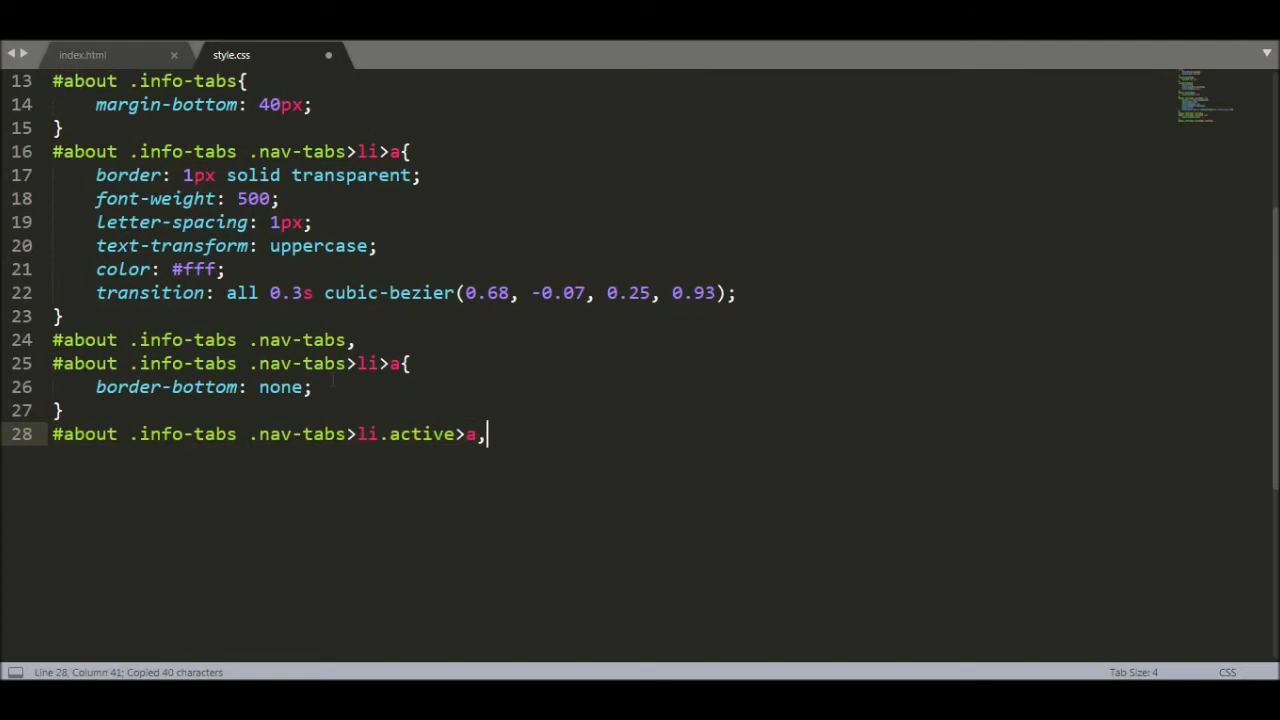 index.html × style.css
13 #about .info-tabs{
14 margin-bottom: 40px;
15 }
16 #about .info-tabs .nav-tabs>li>a{
17 border: 1px solid transparent;
18 font-weight: 500;
19 letter-spacing: 1px;
20 text-transform: uppercase;
21 color: #fff;
22 transition: all 0.3s cubic-bezier(0.68, -0.07, 0.25, 0.93);
23 }
24 #about .info-tabs .nav-tabs,
25 #about .info-tabs .nav-tabs>li>a{
26 border-bottom: none;
27 }
28 #about .info-tabs .nav-tabs>li.active>a,
Line 28, Column 41; Copied 40 characters Tab Size: 4 CSS